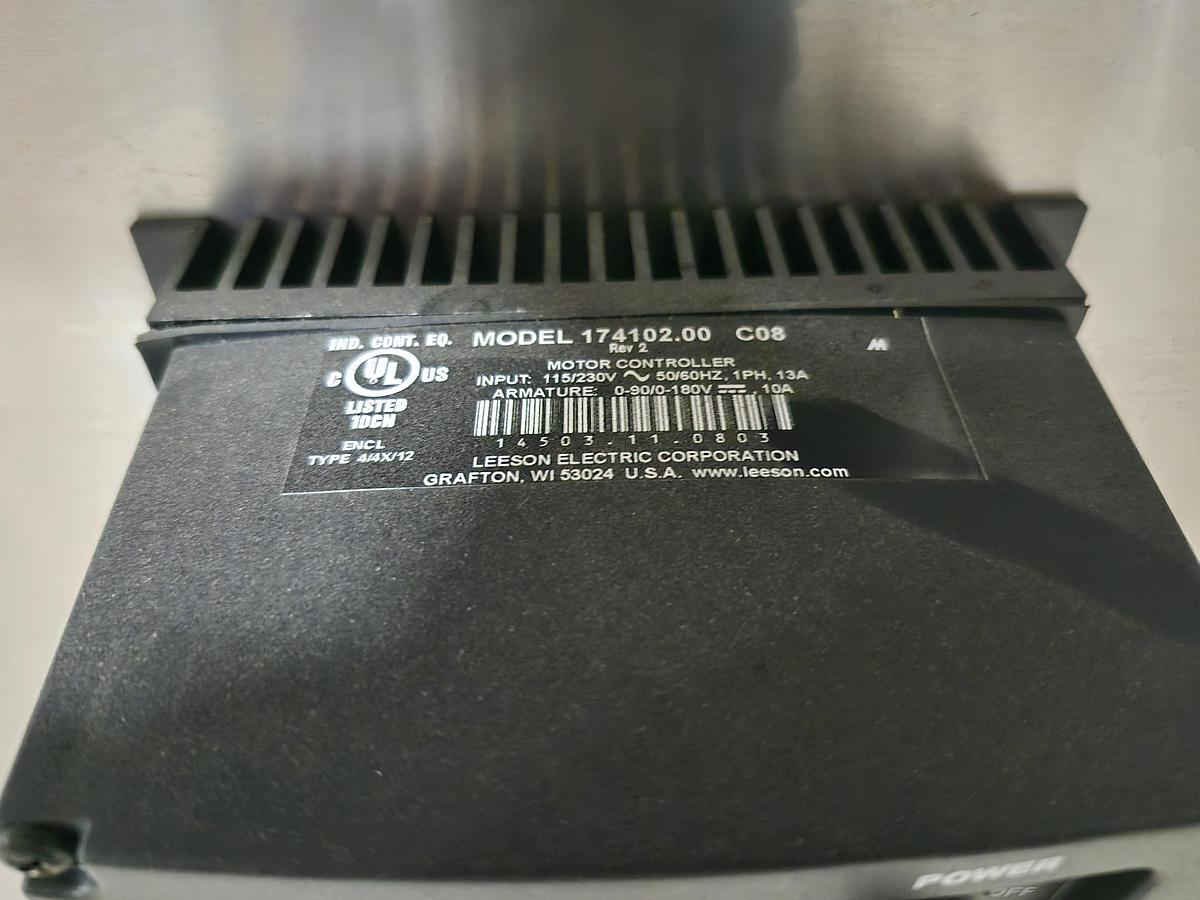 IND. CONT. EQ.
MODEL 174102.00 C08
Rev 2
MOTOR CONTROLLER
C UL US
INPUT: 115/230V ∿ 50/60HZ, 1PH, 13A
ARMATURE: 0-90/0-180V ⎓, 10A
LISTED
10CN
14503.11.0803
ENCL
TYPE 4/4X/12
LEESON ELECTRIC CORPORATION
GRAFTON, WI 53024 U.S.A. www.leeson.com
POWER
OFF